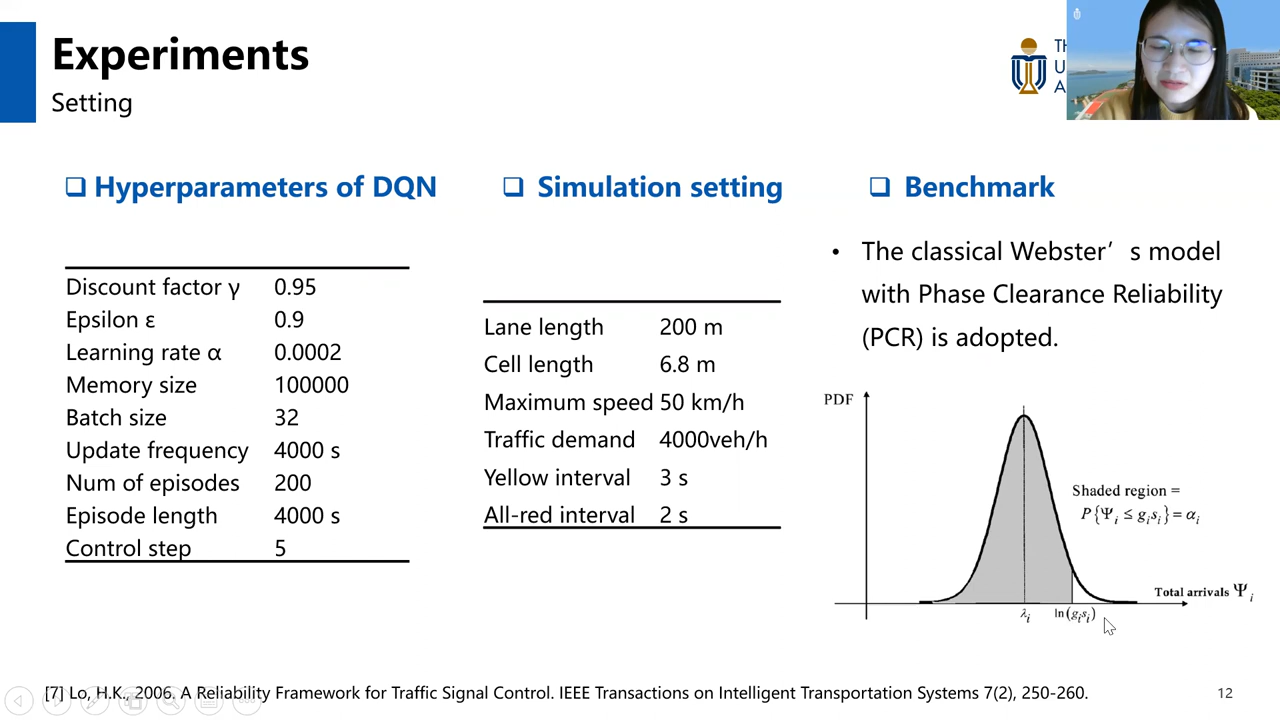 Experiments
Setting
TH
U
A
❑ Hyperparameters of DQN
Discount factor γ 0.95
Epsilon ε 0.9
Learning rate α 0.0002
Memory size 100000
Batch size 32
Update frequency 4000 s
Num of episodes 200
Episode length 4000 s
Control step 5
❑ Simulation setting
Lane length 200 m
Cell length 6.8 m
Maximum speed 50 km/h
Traffic demand 4000veh/h
Yellow interval 3 s
All-red interval 2 s
❑ Benchmark
• The classical Webster’ s model
with Phase Clearance Reliability
(PCR) is adopted.
PDF
Shaded region =
P{Ψi ≤ gisi} = αi
Total arrivals Ψi
λi
ln(gisi)
[7] Lo, H.K., 2006. A Reliability Framework for Traffic Signal Control. IEEE Transactions on Intelligent Transportation Systems 7(2), 250-260.
12